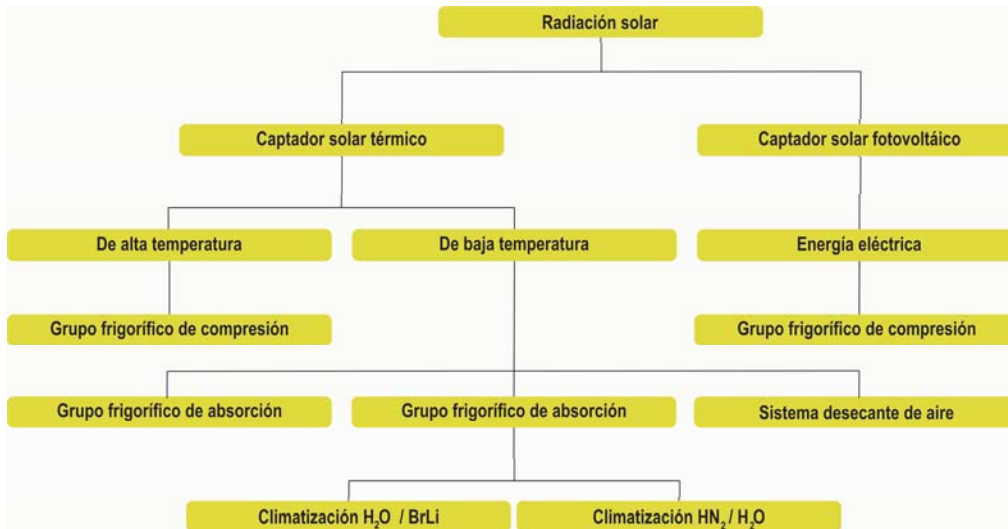 Radiación solar
Captador solar térmico
Captador solar fotovoltáico
De alta temperatura
De baja temperatura
Energía eléctrica
Grupo frigorífico de compresión
Grupo frigorífico de compresión
Grupo frigorífico de absorción
Grupo frigorífico de absorción
Sistema desecante de aire
Climatización H₂O / BrLi
Climatización HN₂ / H₂O